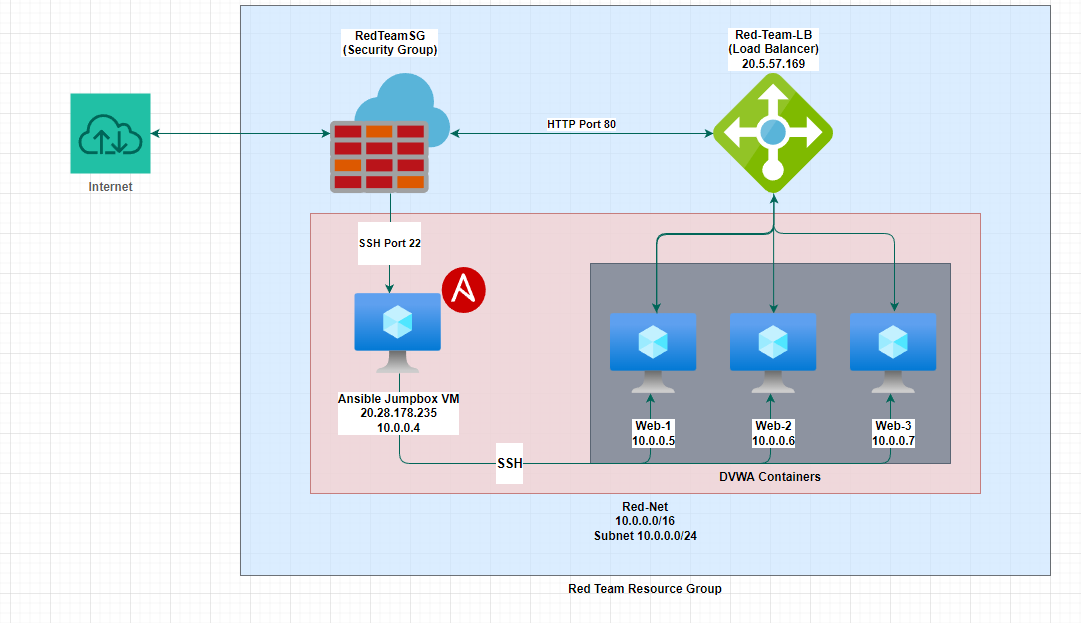 RedTeamSG
(Security Group)
Red-Team-LB
(Load Balancer)
20.5.57.169
HTTP Port 80
Internet
SSH Port 22
Ansible Jumpbox VM
20.28.178.235
10.0.0.4
Web-1
10.0.0.5
Web-2
10.0.0.6
Web-3
10.0.0.7
SSH
DVWA Containers
Red-Net
10.0.0.0/16
Subnet 10.0.0.0/24
Red Team Resource Group